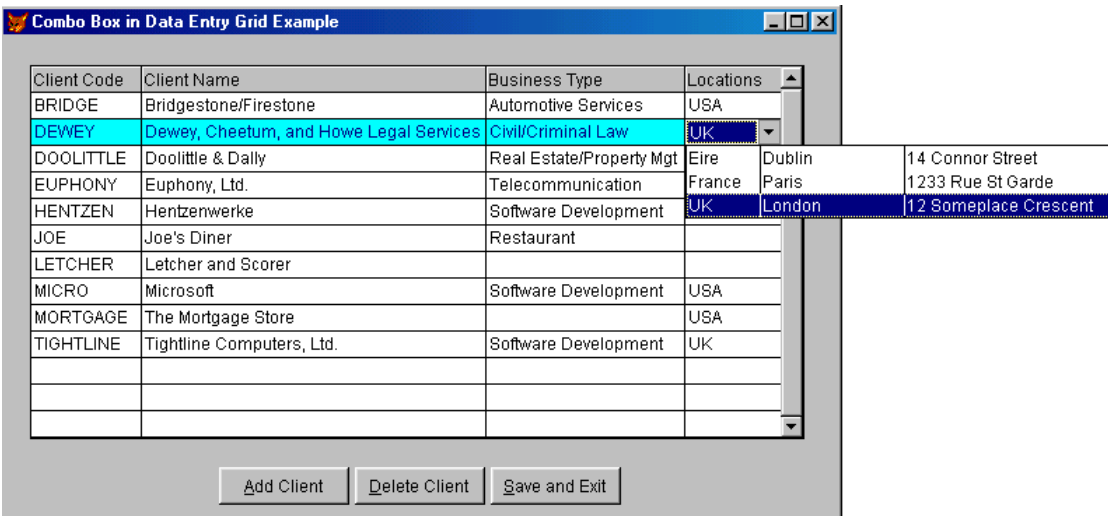 Combo Box in Data Entry Grid Example
Client Code Client Name Business Type Locations
BRIDGE Bridgestone/Firestone Automotive Services USA
DEWEY Dewey, Cheetum, and Howe Legal Services Civil/Criminal Law UK
DOOLITTLE Doolittle & Dally Real Estate/Property Mgt Eire Dublin 14 Connor Street
EUPHONY Euphony, Ltd. Telecommunication France Paris 1233 Rue St Garde
HENTZEN Hentzenwerke Software Development UK London 12 Someplace Crescent
JOE Joe's Diner Restaurant
LETCHER Letcher and Scorer
MICRO Microsoft Software Development USA
MORTGAGE The Mortgage Store USA
TIGHTLINE Tightline Computers, Ltd. Software Development UK
Add Client Delete Client Save and Exit